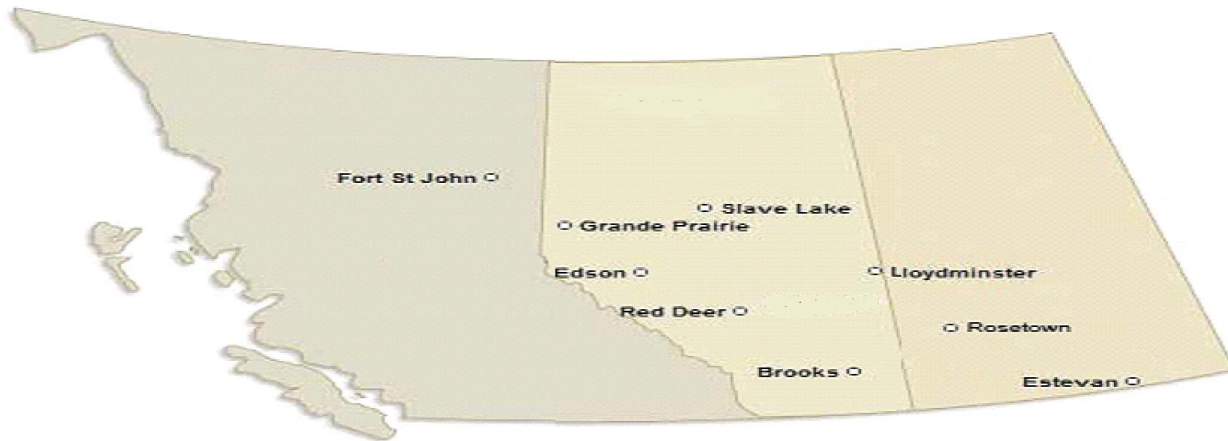 Fort St John
Slave Lake
Grande Prairie
Edson
Lloydminster
Red Deer
Rosetown
Brooks
Estevan